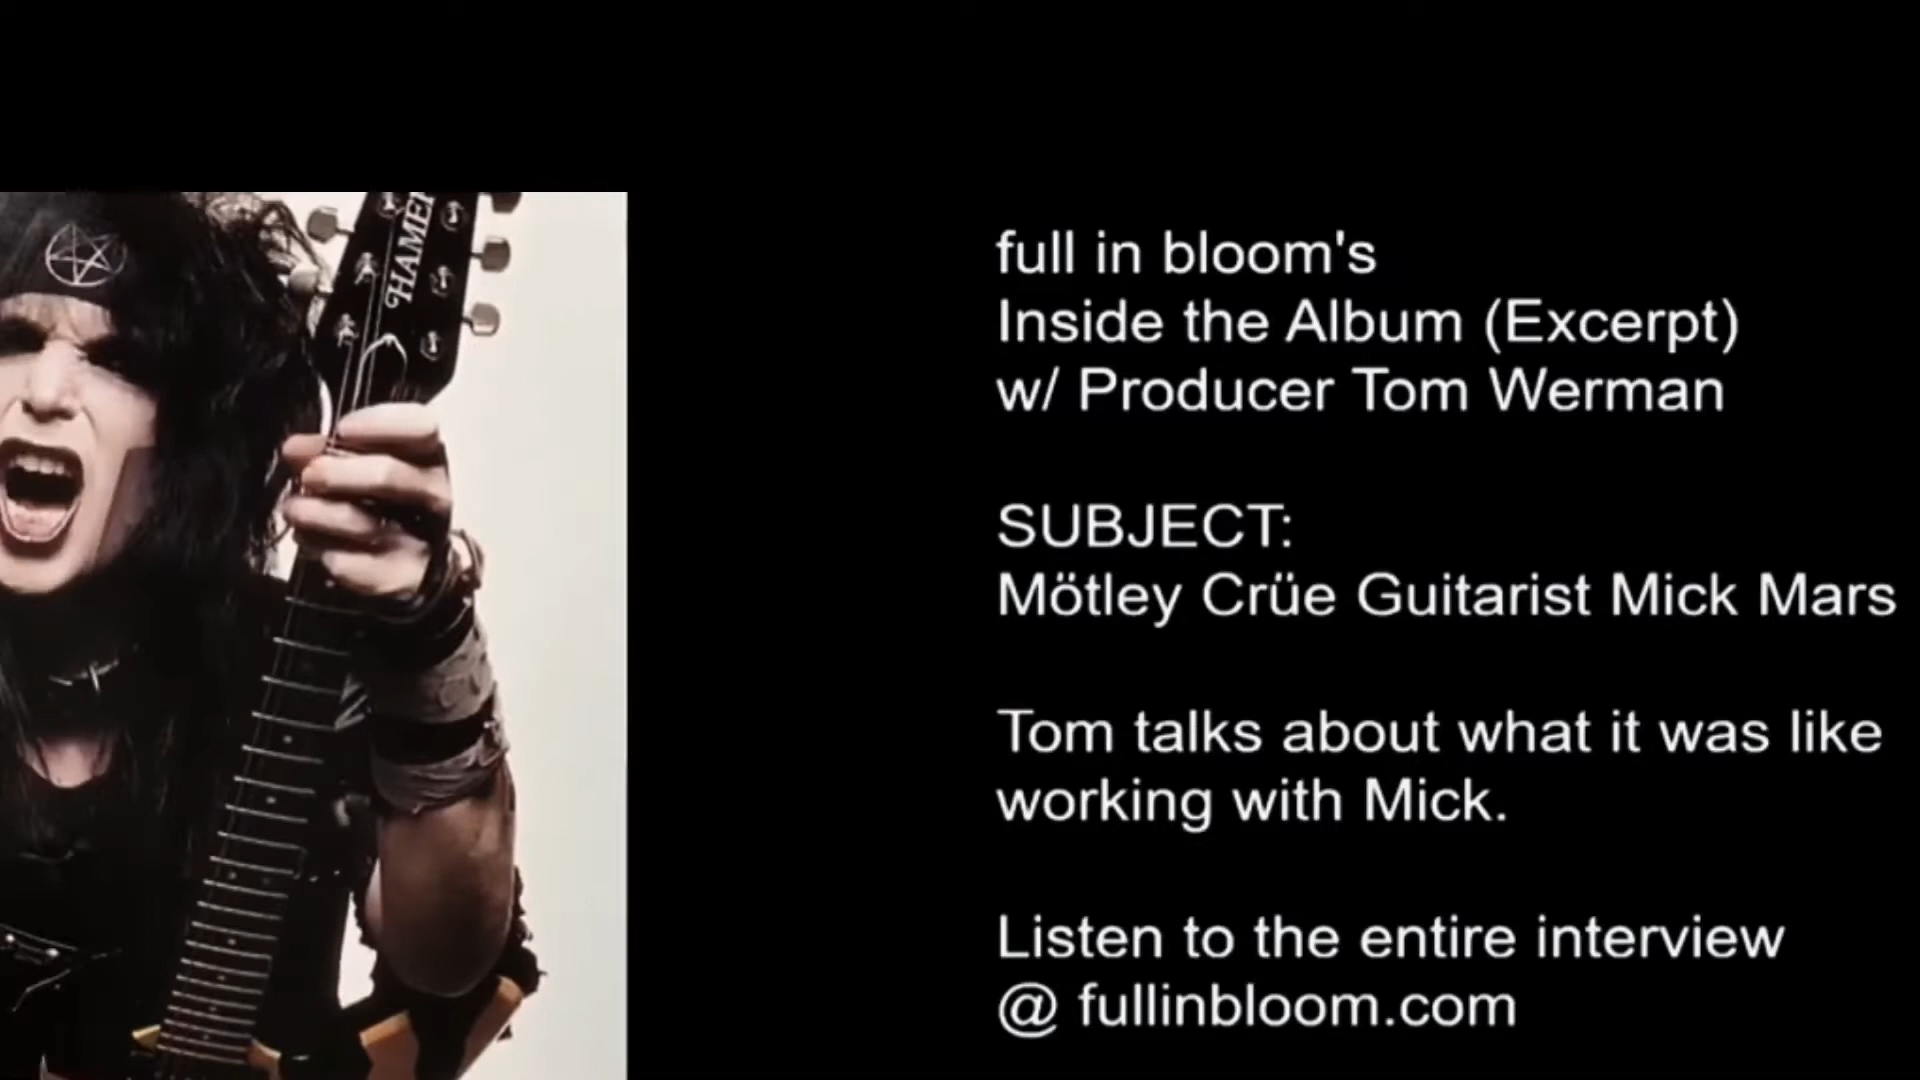 HAMER
full in bloom's
Inside the Album (Excerpt)
w/ Producer Tom Werman
SUBJECT:
Mötley Crüe Guitarist Mick Mars
Tom talks about what it was like
working with Mick.
Listen to the entire interview
@ fullinbloom.com